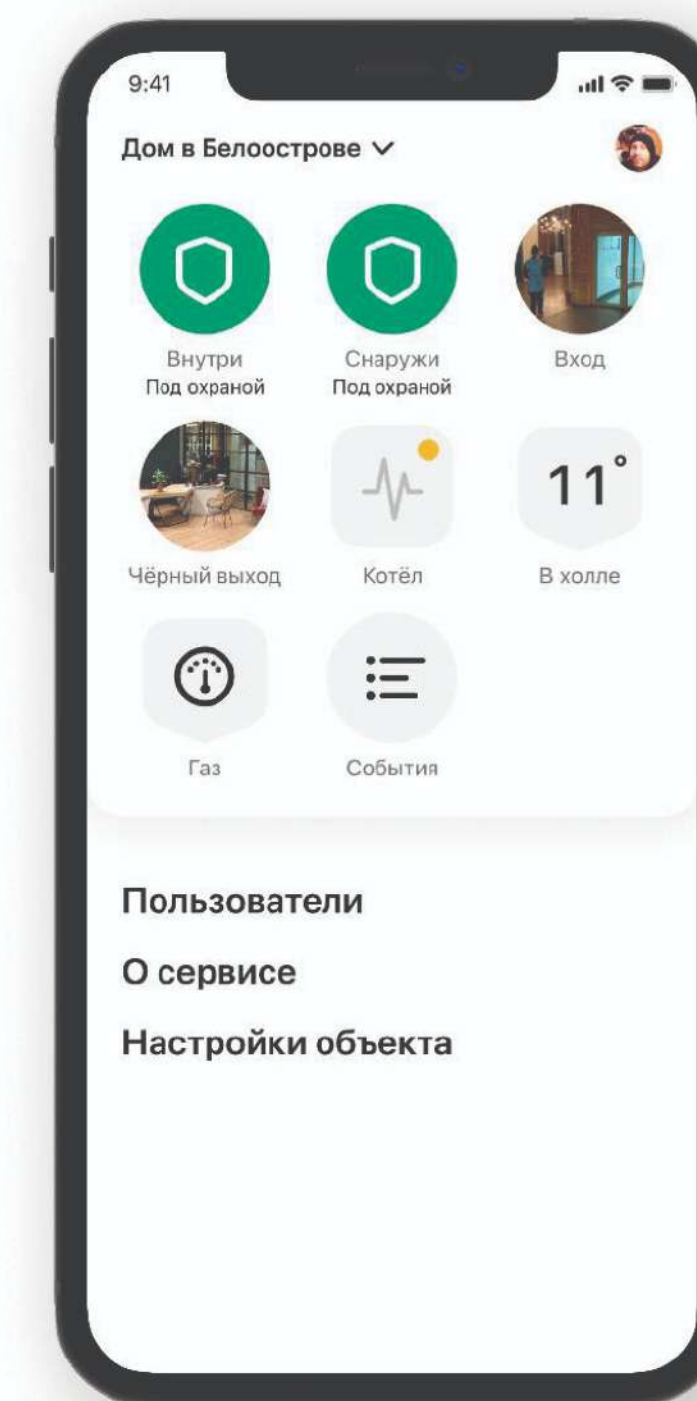 9:41
Дом в Белоострове
Внутри
Под охраной
Снаружи
Под охраной
Вход
Чёрный выход
Котёл
11°
В холле
Газ
События
Пользователи
О сервисе
Настройки объекта